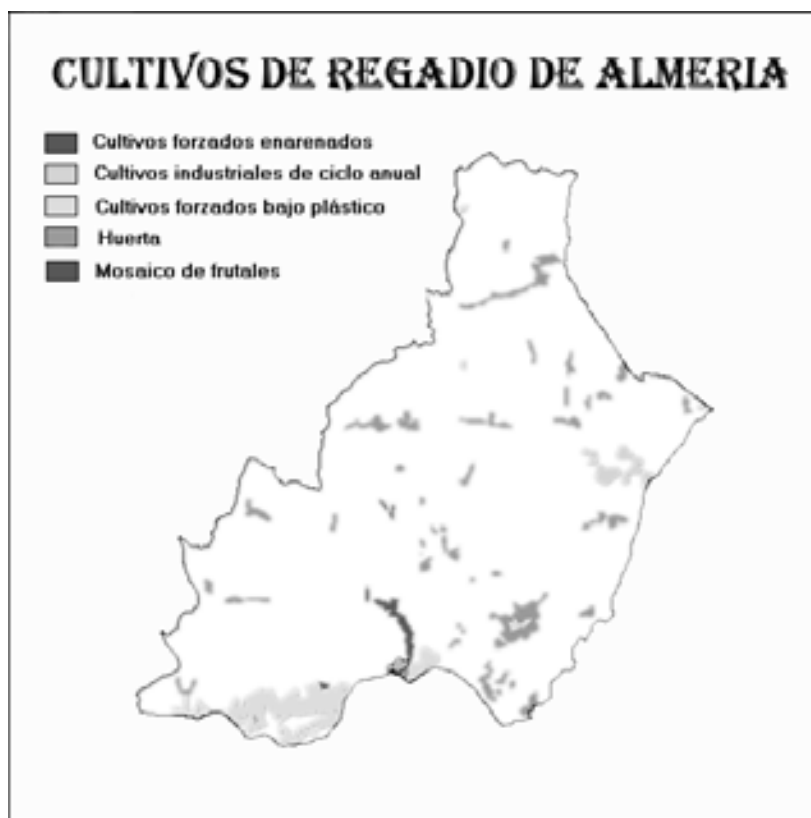 CULTIVOS DE REGADIO DE ALMERIA
Cultivos forzados enarenados
Cultivos industriales de ciclo anual
Cultivos forzados bajo plástico
Huerta
Mosaico de frutales